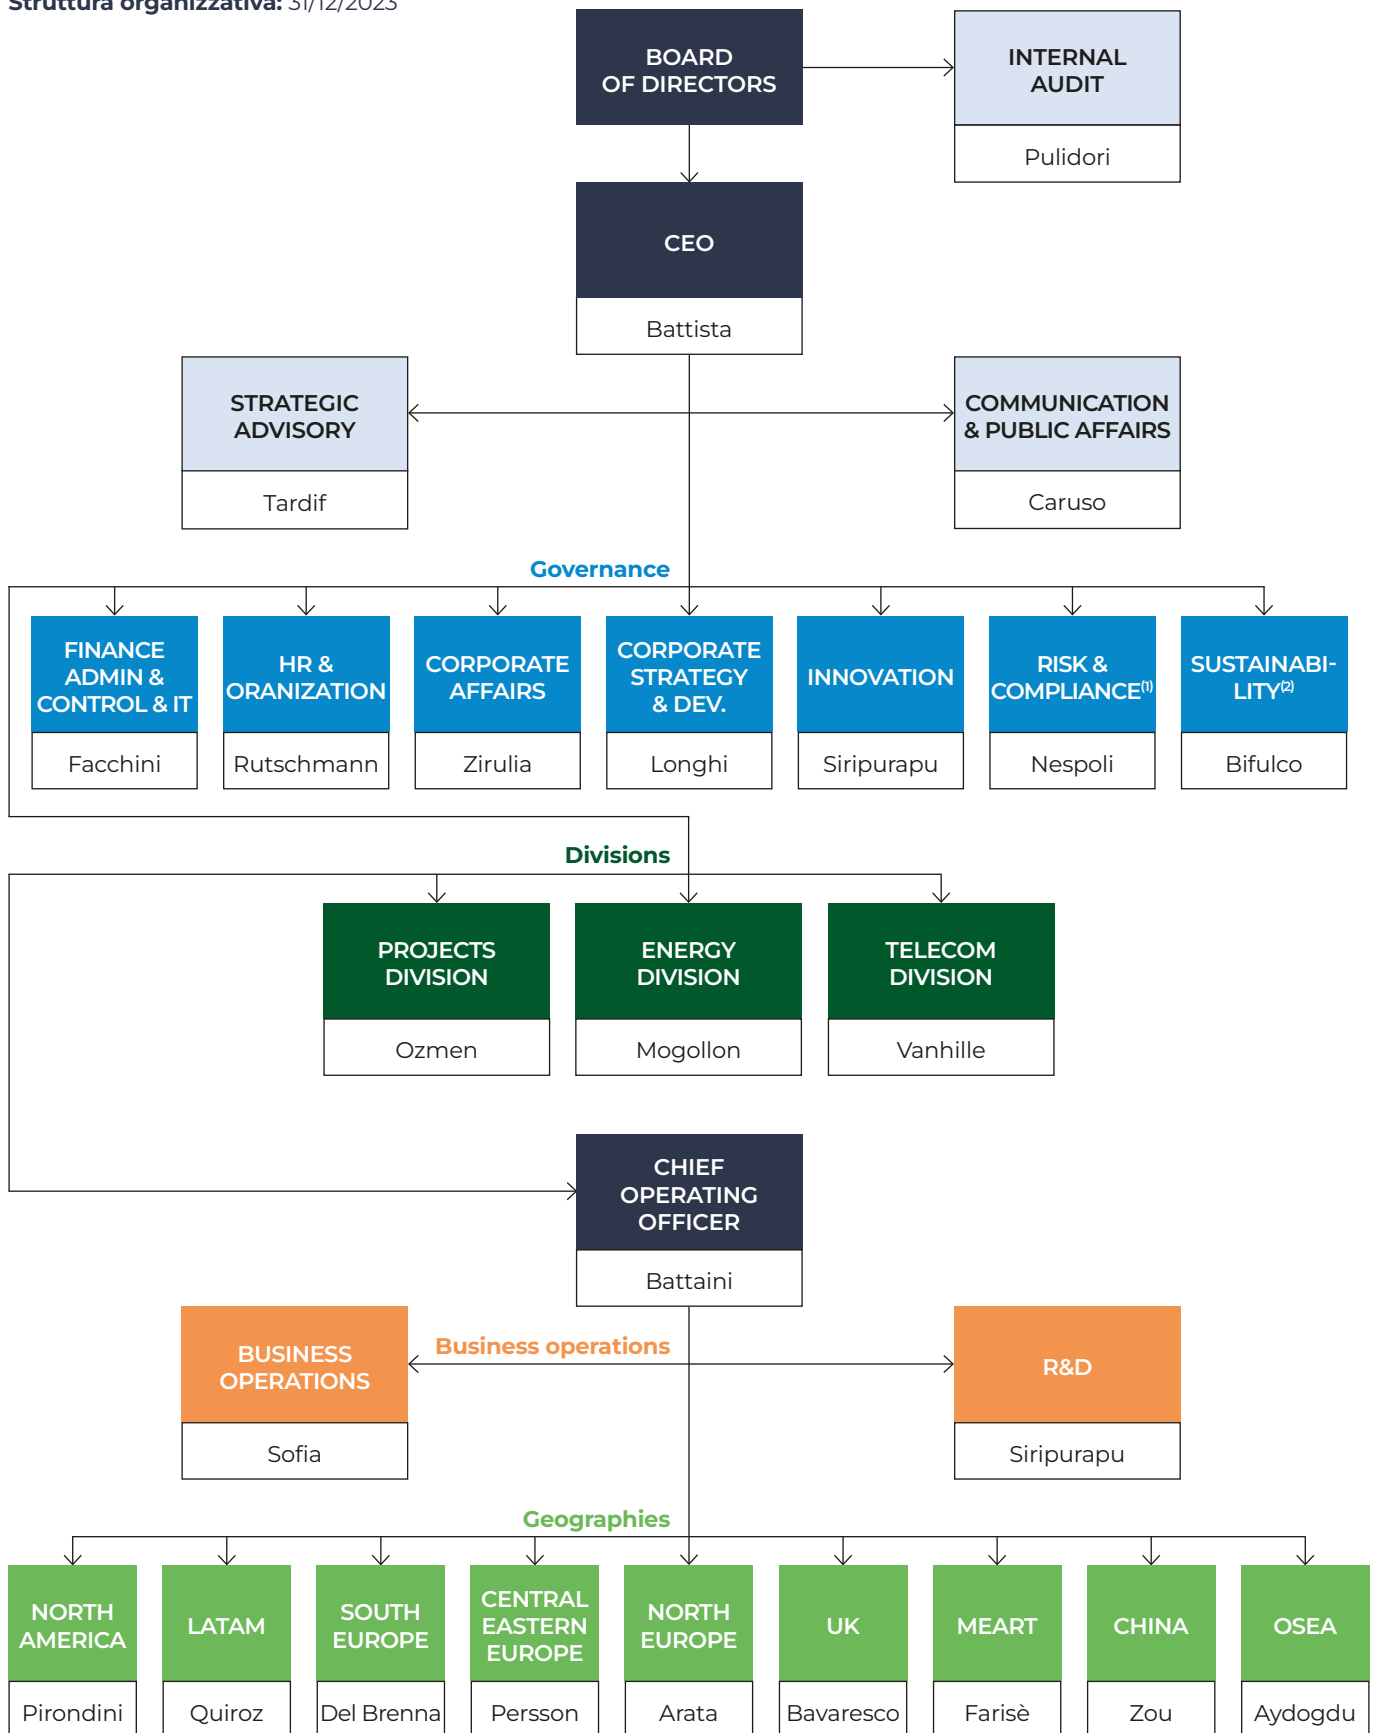 Struttura organizzativa: 31/12/2023
BOARD
OF DIRECTORS
INTERNAL
AUDIT
Pulidori
CEO
Battista
STRATEGIC
ADVISORY
Tardif
COMMUNICATION
& PUBLIC AFFAIRS
Caruso
Governance
FINANCE
ADMIN &
CONTROL & IT
Facchini
HR &
ORANIZATION
Rutschmann
CORPORATE
AFFAIRS
Zirulia
CORPORATE
STRATEGY
& DEV.
Longhi
INNOVATION
Siripurapu
RISK &
COMPLIANCE(1)
Nespoli
SUSTAINABI-
LITY(2)
Bifulco
Divisions
PROJECTS
DIVISION
Ozmen
ENERGY
DIVISION
Mogollon
TELECOM
DIVISION
Vanhille
CHIEF
OPERATING
OFFICER
Battaini
Business operations
BUSINESS
OPERATIONS
Sofia
R&D
Siripurapu
Geographies
NORTH
AMERICA
Pirondini
LATAM
Quiroz
SOUTH
EUROPE
Del Brenna
CENTRAL
EASTERN
EUROPE
Persson
NORTH
EUROPE
Arata
UK
Bavaresco
MEART
Farisè
CHINA
Zou
OSEA
Aydogdu